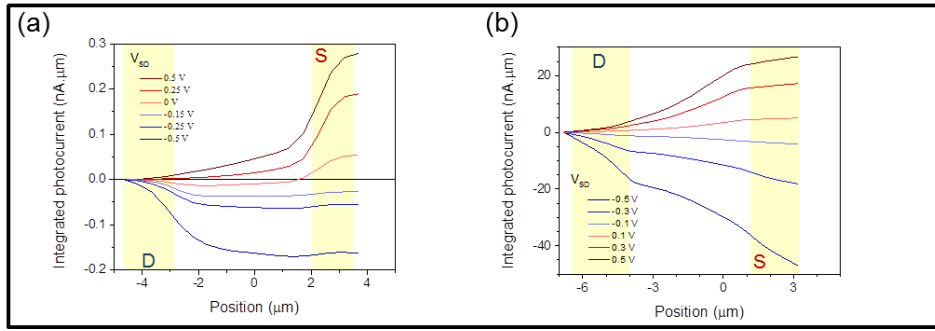 (a)
Integrated photocurrent (nA.μm)
0.3
0.2
0.1
0.0
-0.1
-0.2
V_SD
0.5 V
0.25 V
0 V
-0.15 V
-0.25 V
-0.5 V
S
D
-4 -2 0 2 4
Position (μm)
(b)
Integrated photocurrent (nA.μm)
20
0
-20
-40
D
V_SD
-0.5 V
-0.3 V
-0.1 V
0.1 V
0.3 V
0.5 V
S
-6 -3 0 3
Position (μm)